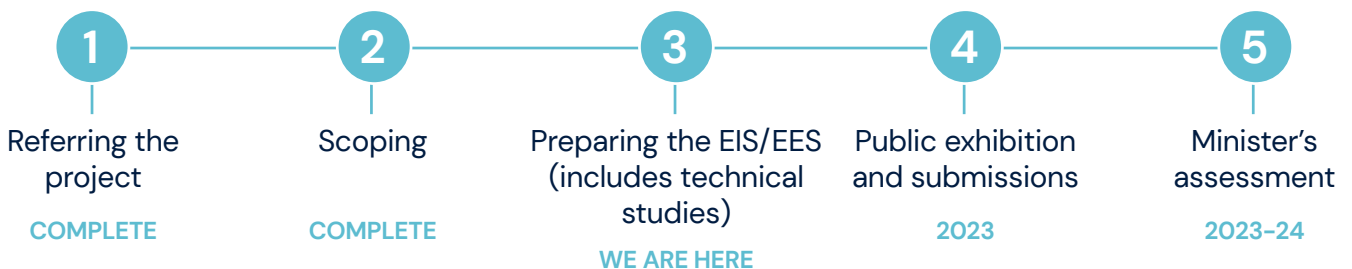 1
2
3
4
5
Referring the
project
COMPLETE
Scoping
COMPLETE
Preparing the EIS/EES
(includes technical
studies)
WE ARE HERE
Public exhibition
and submissions
2023
Minister’s
assessment
2023–24